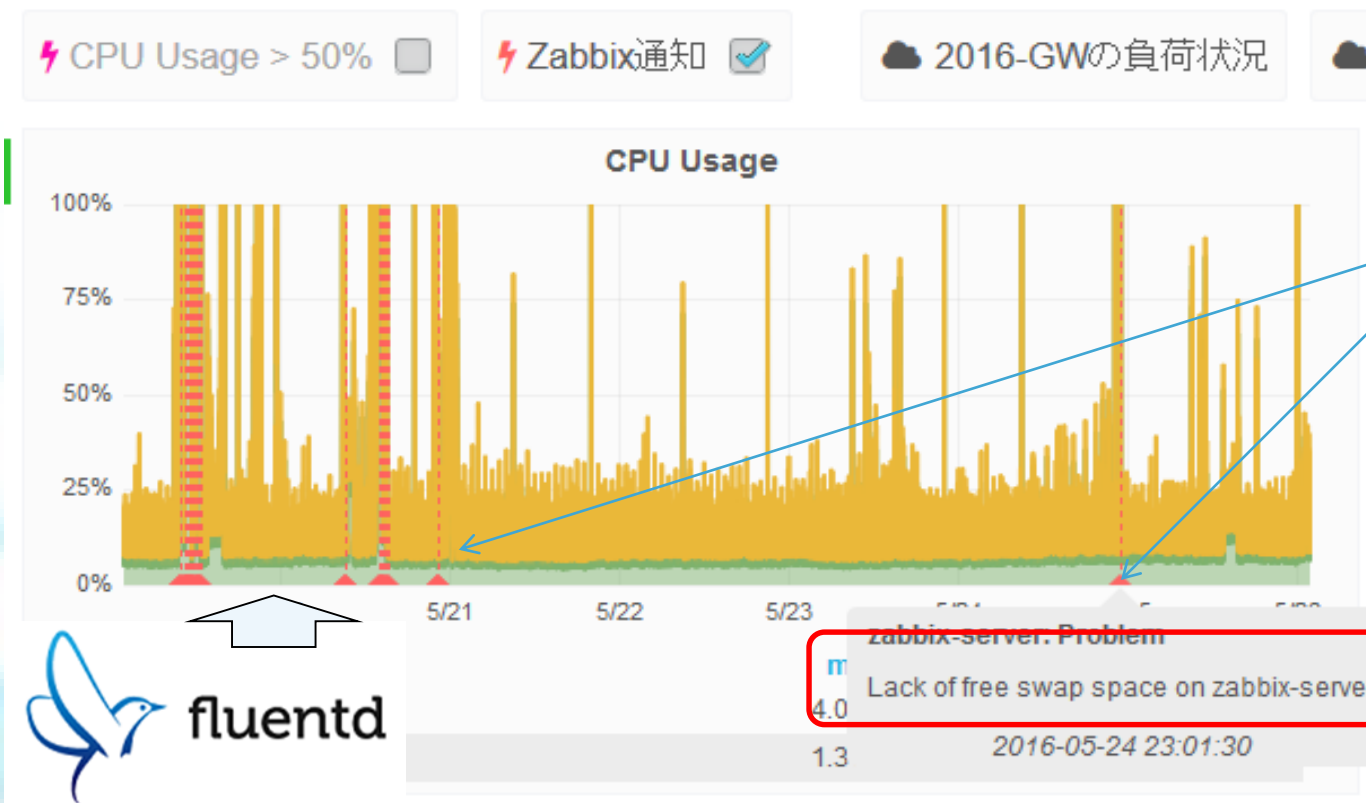 CPU Usage > 50%
Zabbix通知
2016-GWの負荷状況
CPU Usage
100%
75%
50%
25%
0%
5/21
5/22
5/23
zabbix-server: Problem
Lack of free swap space on zabbix-serve
4.0
1.3
2016-05-24 23:01:30
fluentd